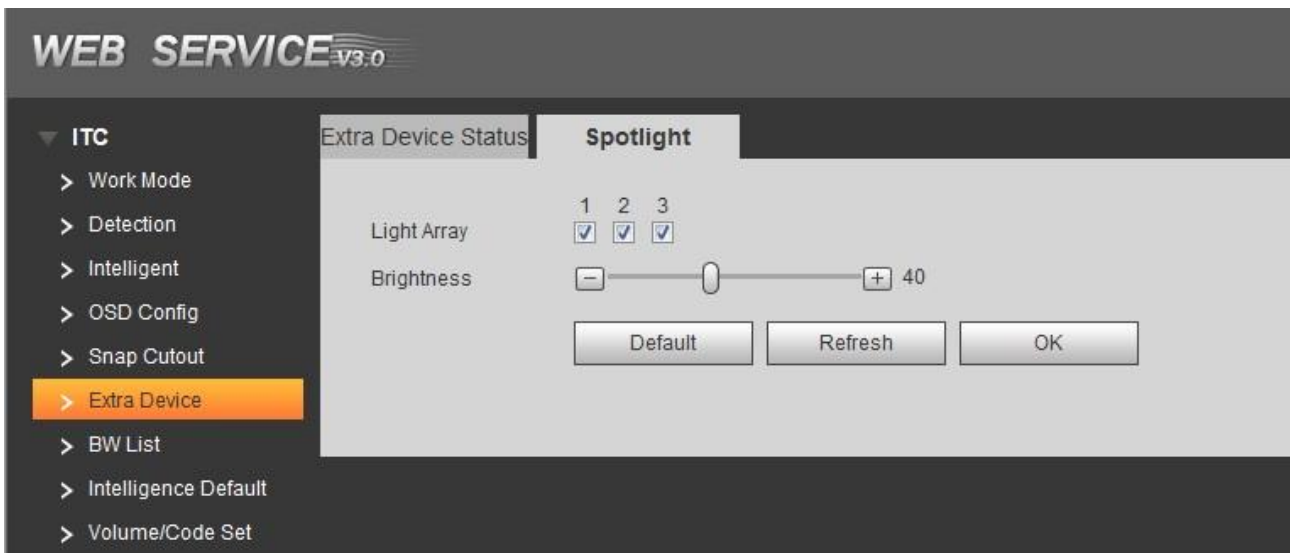 WEB SERVICE V3.0
ITC
Work Mode
Detection
Intelligent
OSD Config
Snap Cutout
Extra Device
BW List
Intelligence Default
Volume/Code Set
Extra Device Status
Spotlight
1 2 3
Light Array
Brightness
40
Default
Refresh
OK